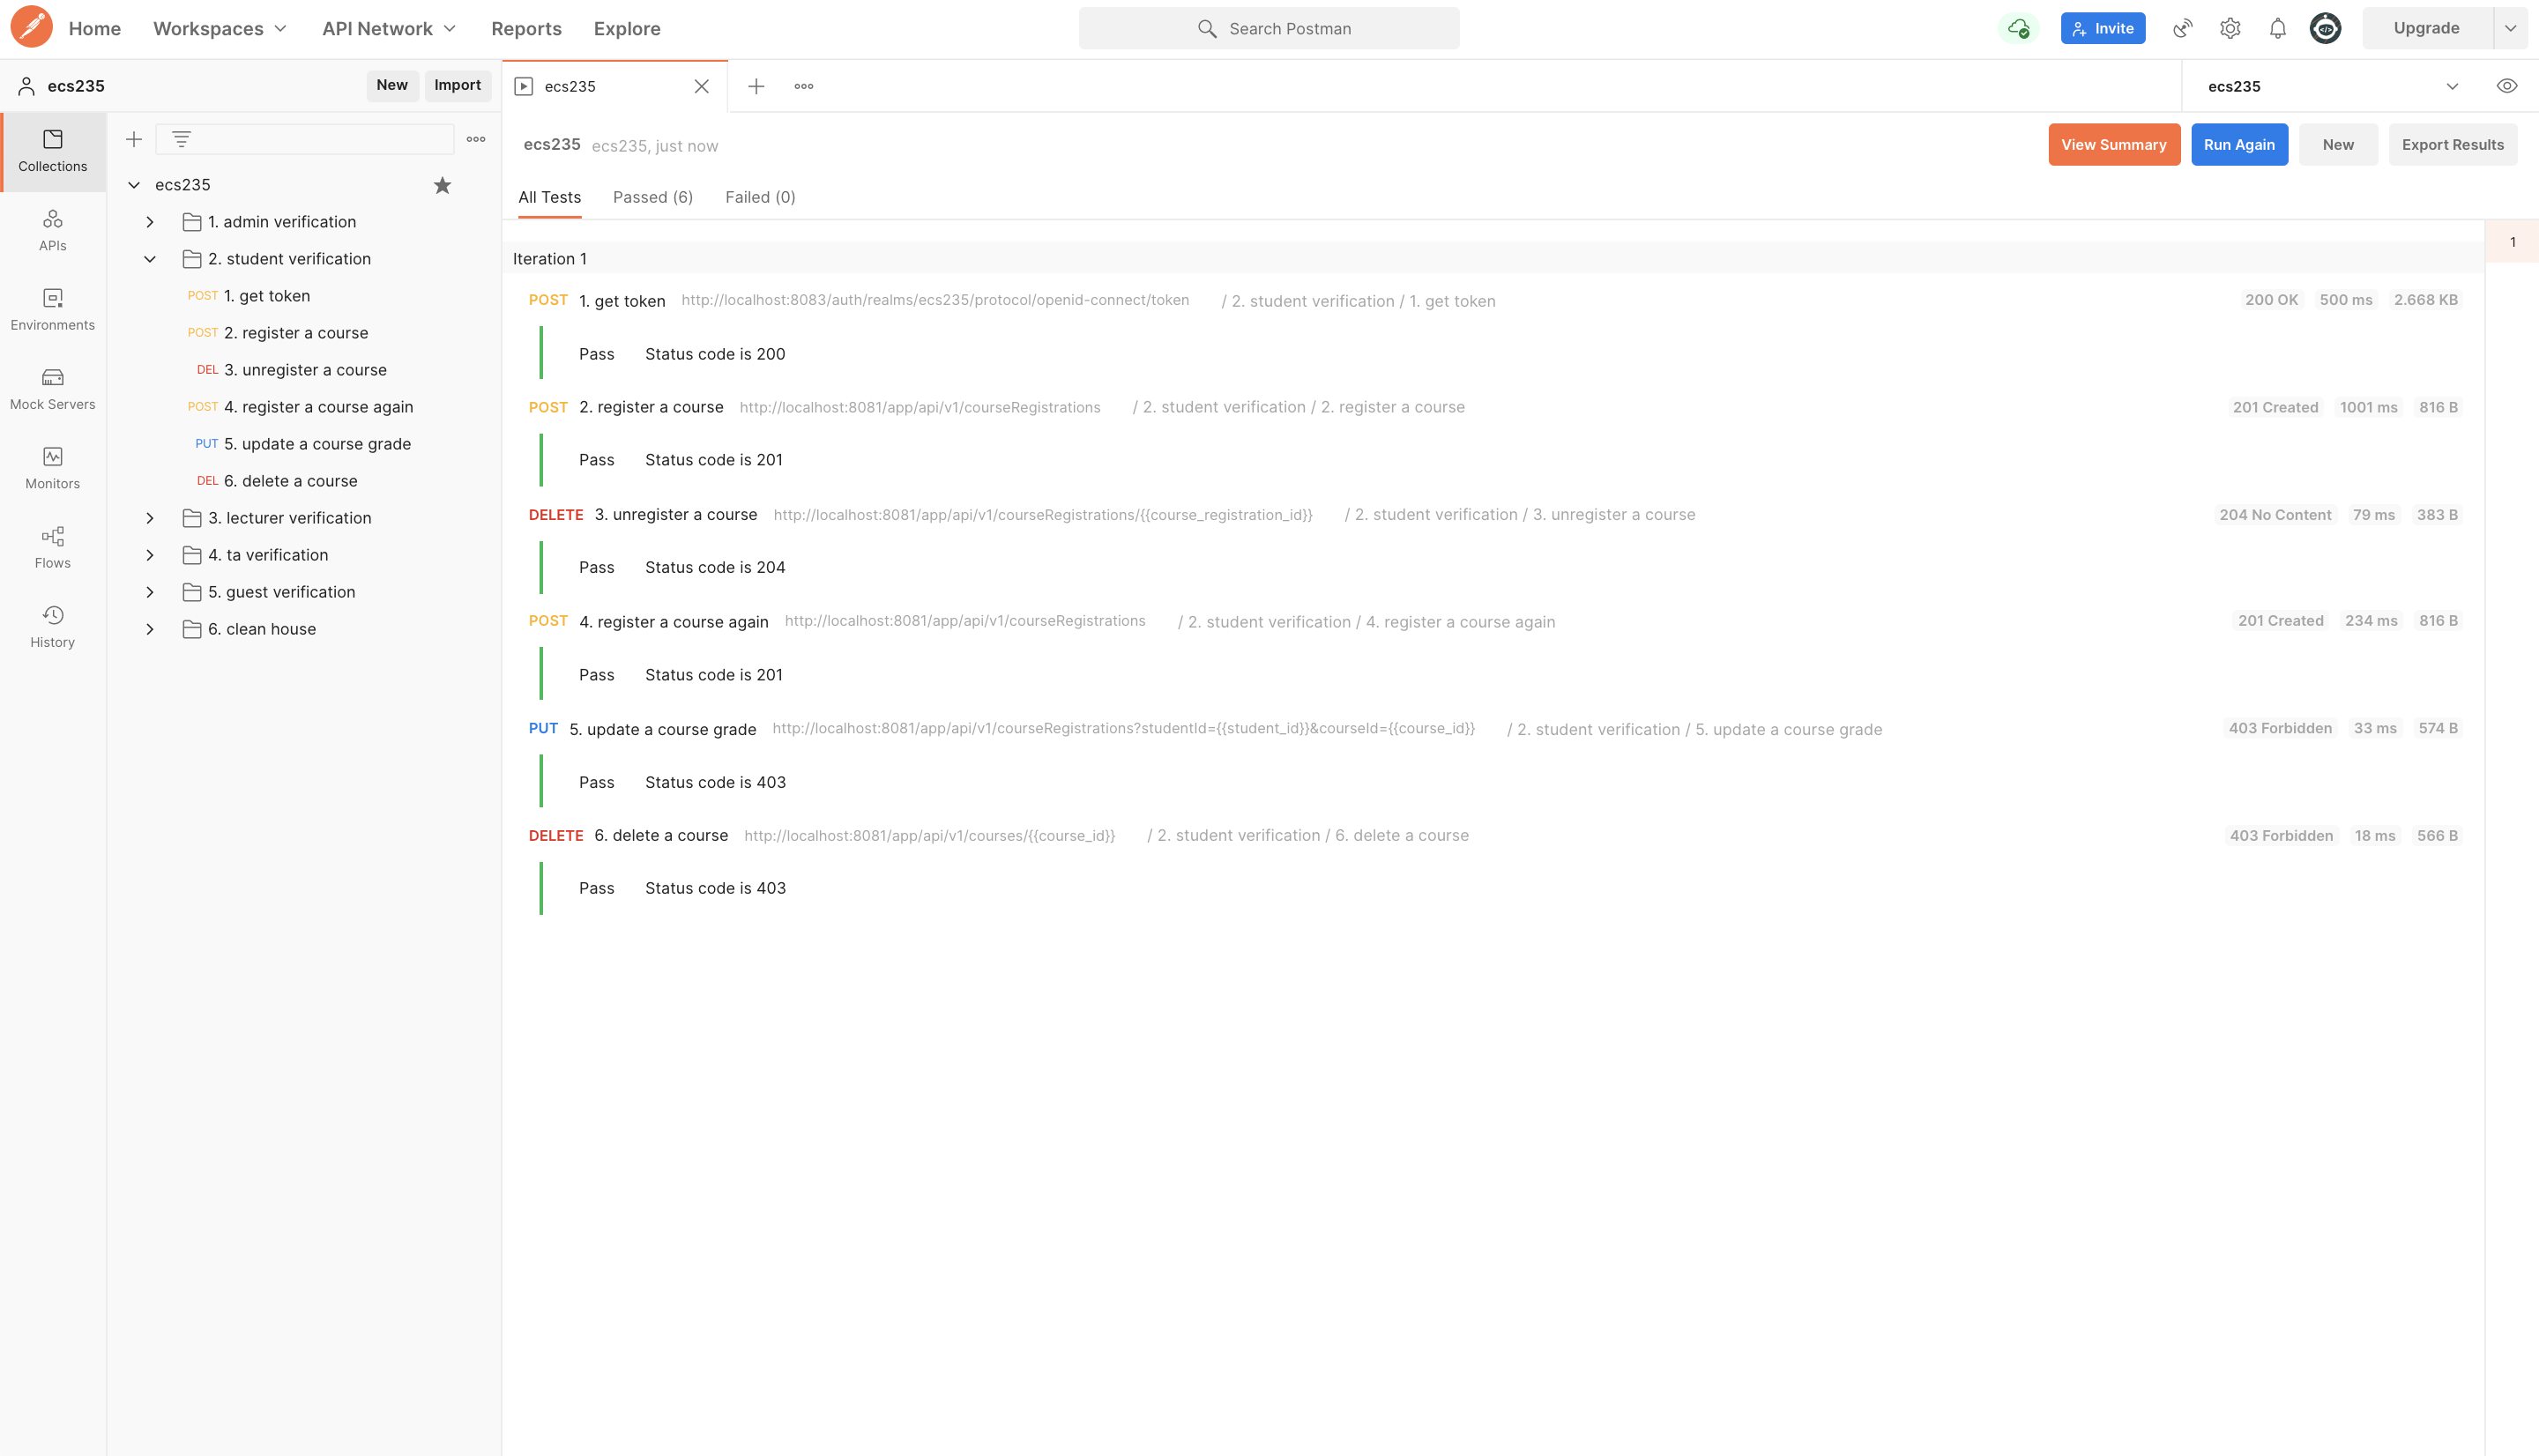 Home Workspaces API Network Reports Explore Search Postman Invite Upgrade
ecs235 New Import ecs235 ecs235
Collections
APIs
Environments
Mock Servers
Monitors
Flows
History
ecs235
1. admin verification
2. student verification
POST 1. get token
POST 2. register a course
DEL 3. unregister a course
POST 4. register a course again
PUT 5. update a course grade
DEL 6. delete a course
3. lecturer verification
4. ta verification
5. guest verification
6. clean house
ecs235 ecs235, just now View Summary Run Again New Export Results
All Tests Passed (6) Failed (0)
1
Iteration 1
POST 1. get token http://localhost:8083/auth/realms/ecs235/protocol/openid-connect/token / 2. student verification / 1. get token 200 OK 500 ms 2.668 KB
Pass Status code is 200
POST 2. register a course http://localhost:8081/app/api/v1/courseRegistrations / 2. student verification / 2. register a course 201 Created 1001 ms 816 B
Pass Status code is 201
DELETE 3. unregister a course http://localhost:8081/app/api/v1/courseRegistrations/{{course_registration_id}} / 2. student verification / 3. unregister a course 204 No Content 79 ms 383 B
Pass Status code is 204
POST 4. register a course again http://localhost:8081/app/api/v1/courseRegistrations / 2. student verification / 4. register a course again 201 Created 234 ms 816 B
Pass Status code is 201
PUT 5. update a course grade http://localhost:8081/app/api/v1/courseRegistrations?studentId={{student_id}}&courseId={{course_id}} / 2. student verification / 5. update a course grade 403 Forbidden 33 ms 574 B
Pass Status code is 403
DELETE 6. delete a course http://localhost:8081/app/api/v1/courses/{{course_id}} / 2. student verification / 6. delete a course 403 Forbidden 18 ms 566 B
Pass Status code is 403